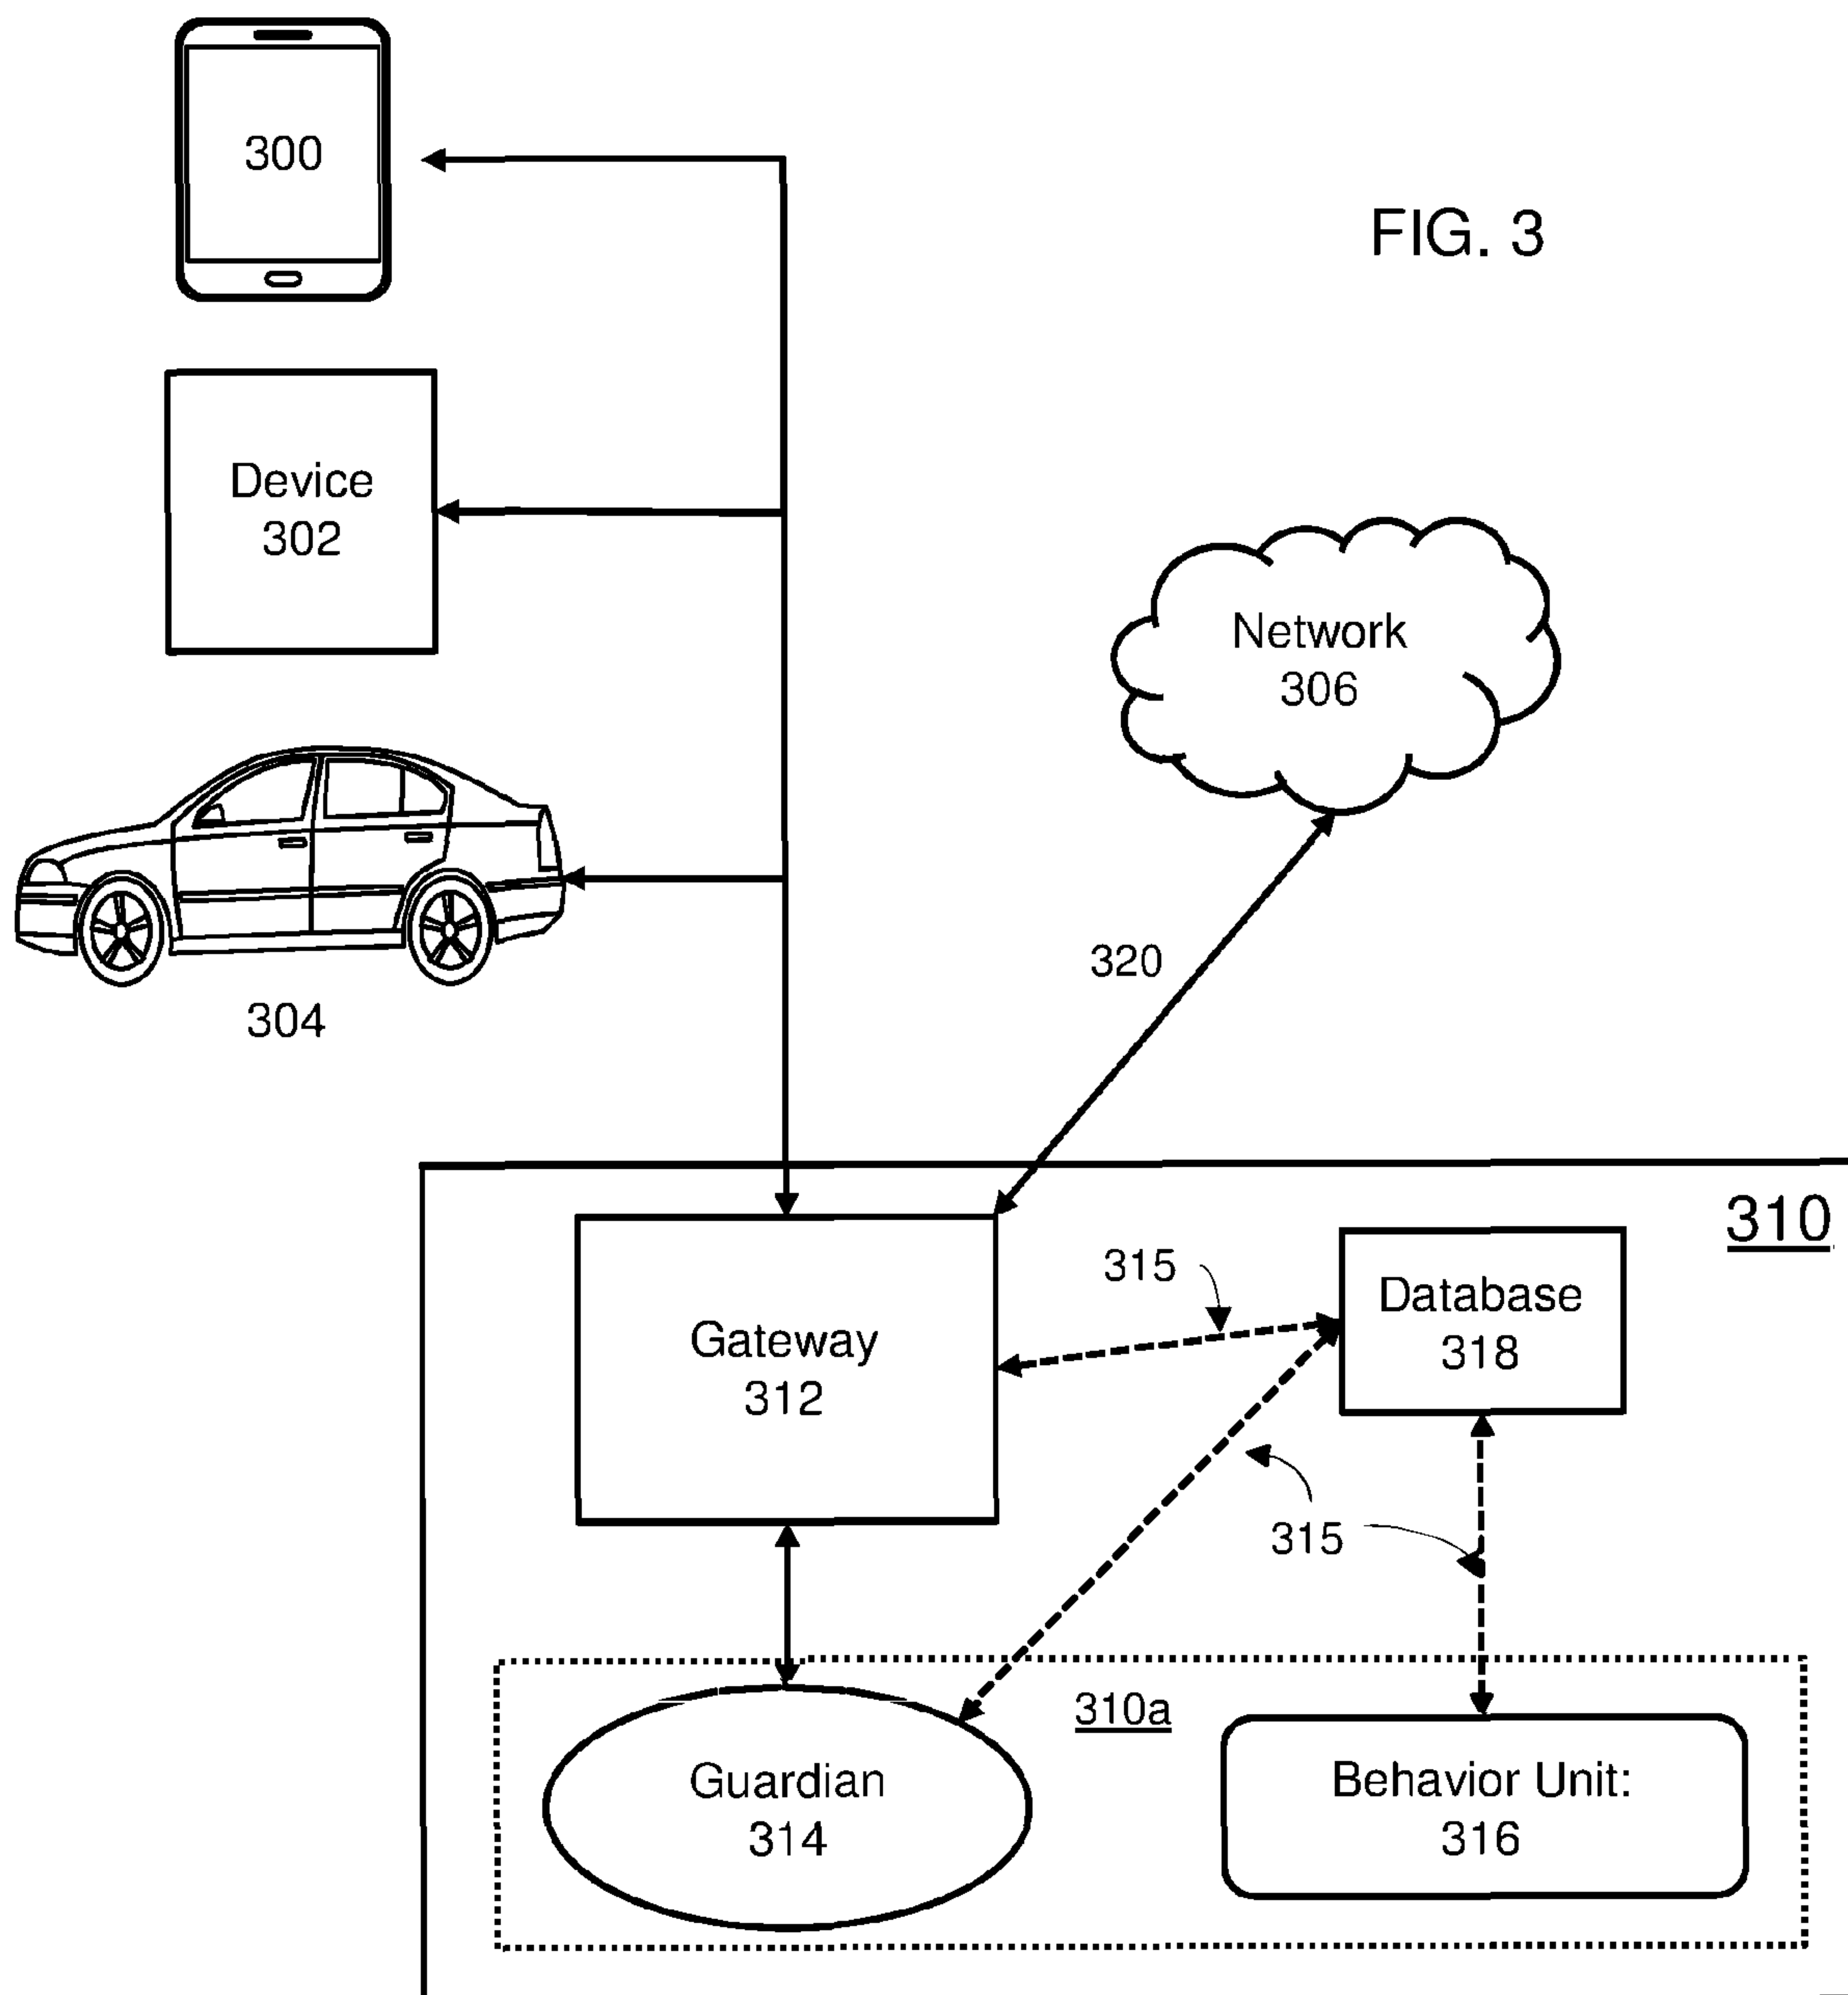 300
FIG. 3
Device
302
Network
306
320
304
310
315
Database
318
Gateway
312
315
310a
Guardian
314
Behavior Unit:
316